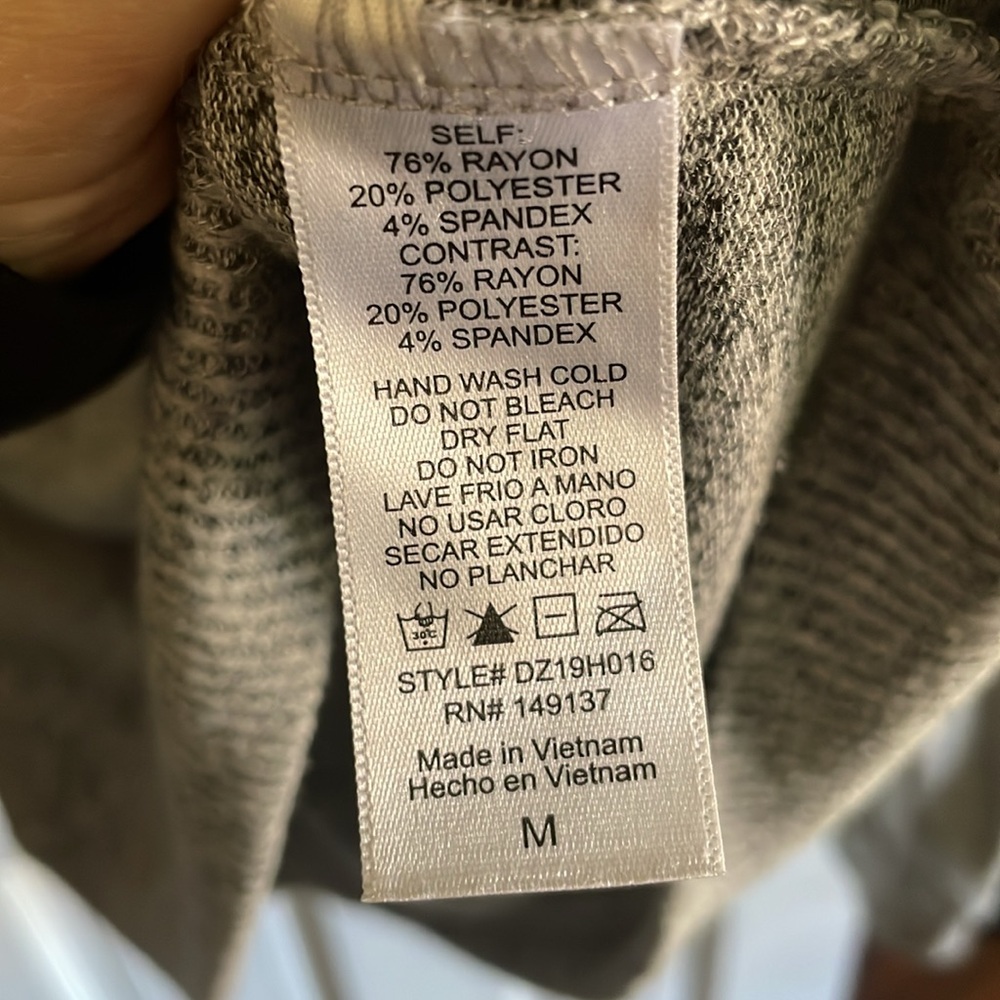 SELF:
76% RAYON
20% POLYESTER
4% SPANDEX
CONTRAST:
76% RAYON
20% POLYESTER
4% SPANDEX
HAND WASH COLD
DO NOT BLEACH
DRY FLAT
DO NOT IRON
LAVE FRIO A MANO
NO USAR CLORO
SECAR EXTENDIDO
NO PLANCHAR
30°C
STYLE# DZ19H016
RN# 149137
Made in Vietnam
Hecho en Vietnam
M